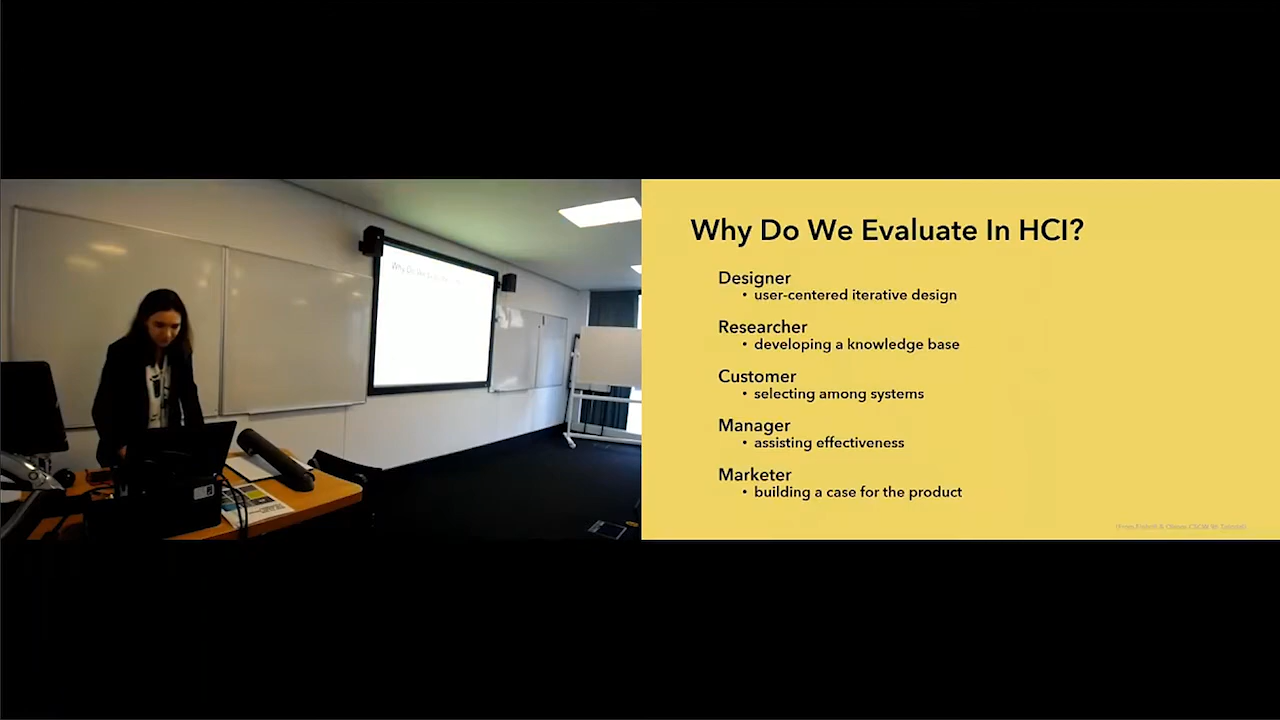 Why Do We Evaluate In HCI?
Designer
• user-centered iterative design
Researcher
• developing a knowledge base
Customer
• selecting among systems
Manager
• assisting effectiveness
Marketer
• building a case for the product